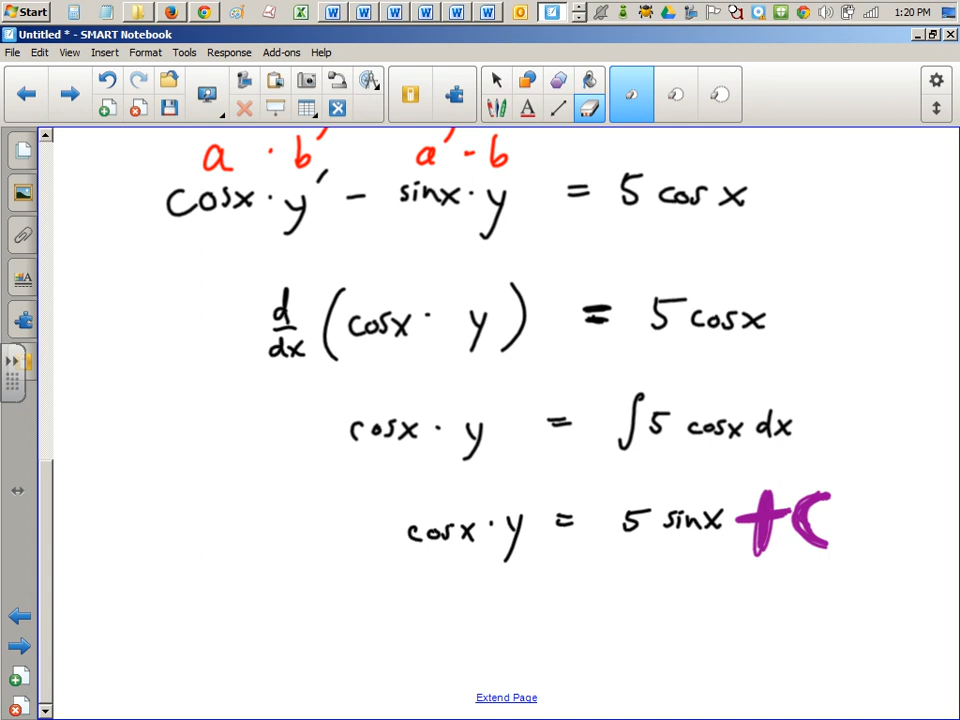 Start
1:20 PM
Untitled * - SMART Notebook
File Edit View Insert Format Tools Response Add-ons Help
a · b′ a′ - b
cosx · y′ - sinx · y = 5 cos x
d/dx (cosx · y) = 5 cosx
cosx · y = ∫ 5 cosx dx
cosx · y = 5 sinx + C
Extend Page